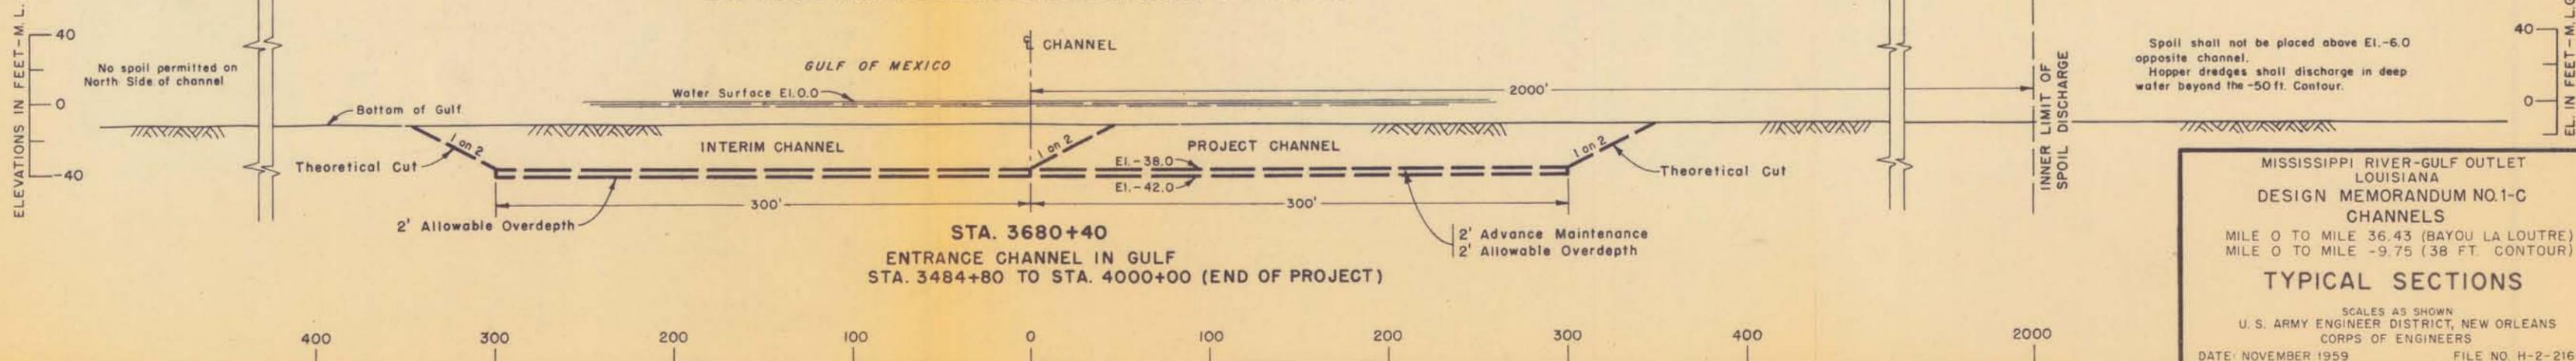 ELEVATIONS IN FEET-M.L.
40
0
-40
No spoil permitted on
North Side of channel
Bottom of Gulf
Theoretical Cut
1 on 2
GULF OF MEXICO
Water Surface El.0.0
INTERIM CHANNEL
2' Allowable Overdepth
300'
℄ CHANNEL
2000'
1 on 2
PROJECT CHANNEL
El.-38.0
El.-42.0
300'
1 on 2
Theoretical Cut
2' Advance Maintenance
2' Allowable Overdepth
STA. 3680+40
ENTRANCE CHANNEL IN GULF
STA. 3484+80 TO STA. 4000+00 (END OF PROJECT)
INNER LIMIT OF
SPOIL DISCHARGE
Spoil shall not be placed above El.-6.0
opposite channel.
Hopper dredges shall discharge in deep
water beyond the -50 ft. Contour.
40
0
EL. IN FEET-M.L.G.
400 300 200 100 0 100 200 300 400 2000
MISSISSIPPI RIVER-GULF OUTLET
LOUISIANA
DESIGN MEMORANDUM NO.1-C
CHANNELS
MILE 0 TO MILE 36.43 (BAYOU LA LOUTRE)
MILE 0 TO MILE -9.75 (38 FT. CONTOUR)
TYPICAL SECTIONS
SCALES AS SHOWN
U. S. ARMY ENGINEER DISTRICT, NEW ORLEANS
CORPS OF ENGINEERS
DATE: NOVEMBER 1959 FILE NO. H-2-216